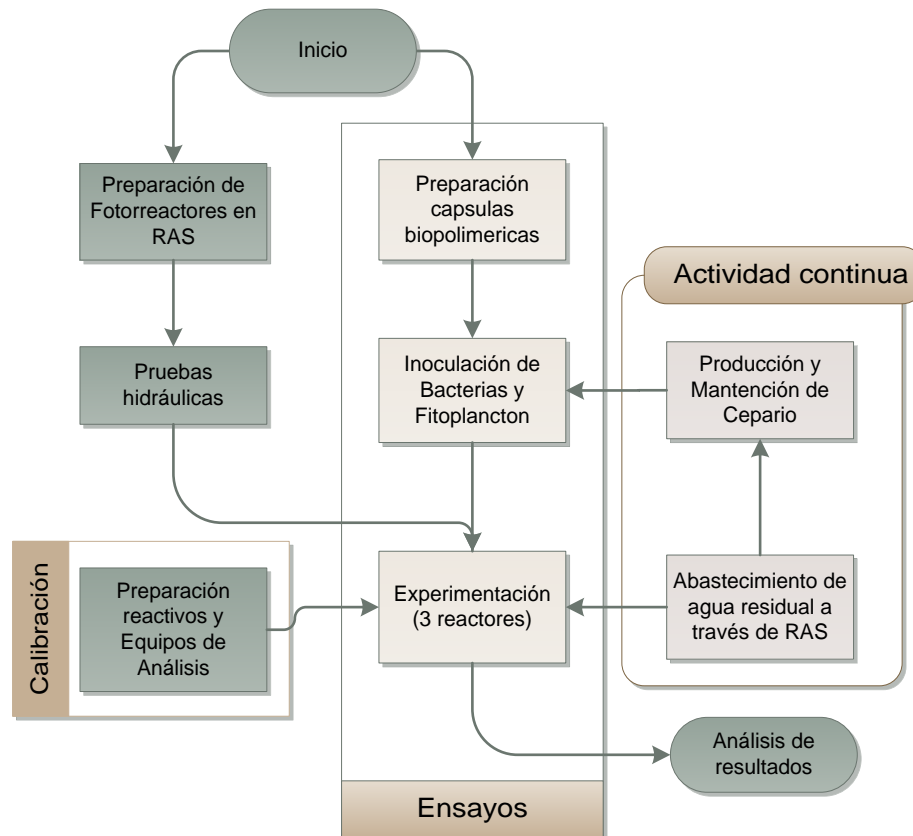 Inicio
Preparación de
Fotorreactores en
RAS
Preparación
capsulas
biopolimericas
Actividad continua
Pruebas
hidráulicas
Inoculación de
Bacterias y
Fitoplancton
Producción y
Mantención de
Cepario
Calibración
Preparación
reactivos y
Equipos de
Análisis
Experimentación
(3 reactores)
Abastecimiento de
agua residual a
través de RAS
Análisis de
resultados
Ensayos